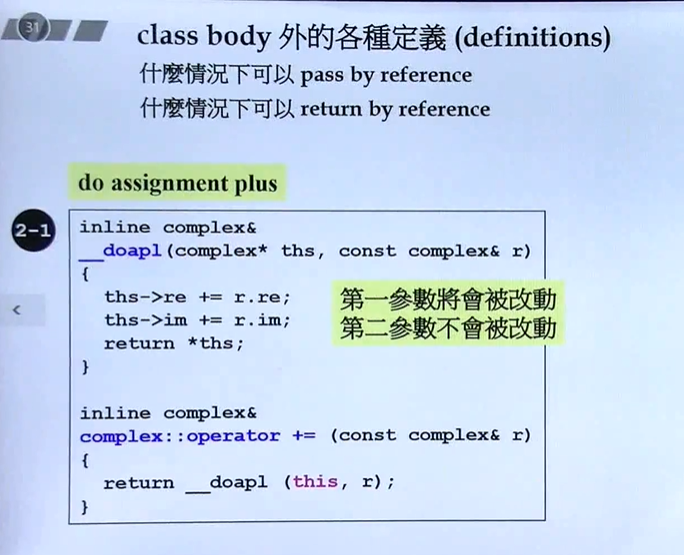 31
class body 外的各種定義 (definitions)
什麼情況下可以 pass by reference
什麼情況下可以 return by reference
do assignment plus
2-1
inline complex&
__doapl(complex* ths, const complex& r)
{
ths->re += r.re;
ths->im += r.im;
return *ths;
}
第一參數將會被改動
第二參數不會被改動
inline complex&
complex::operator += (const complex& r)
{
return __doapl (this, r);
}